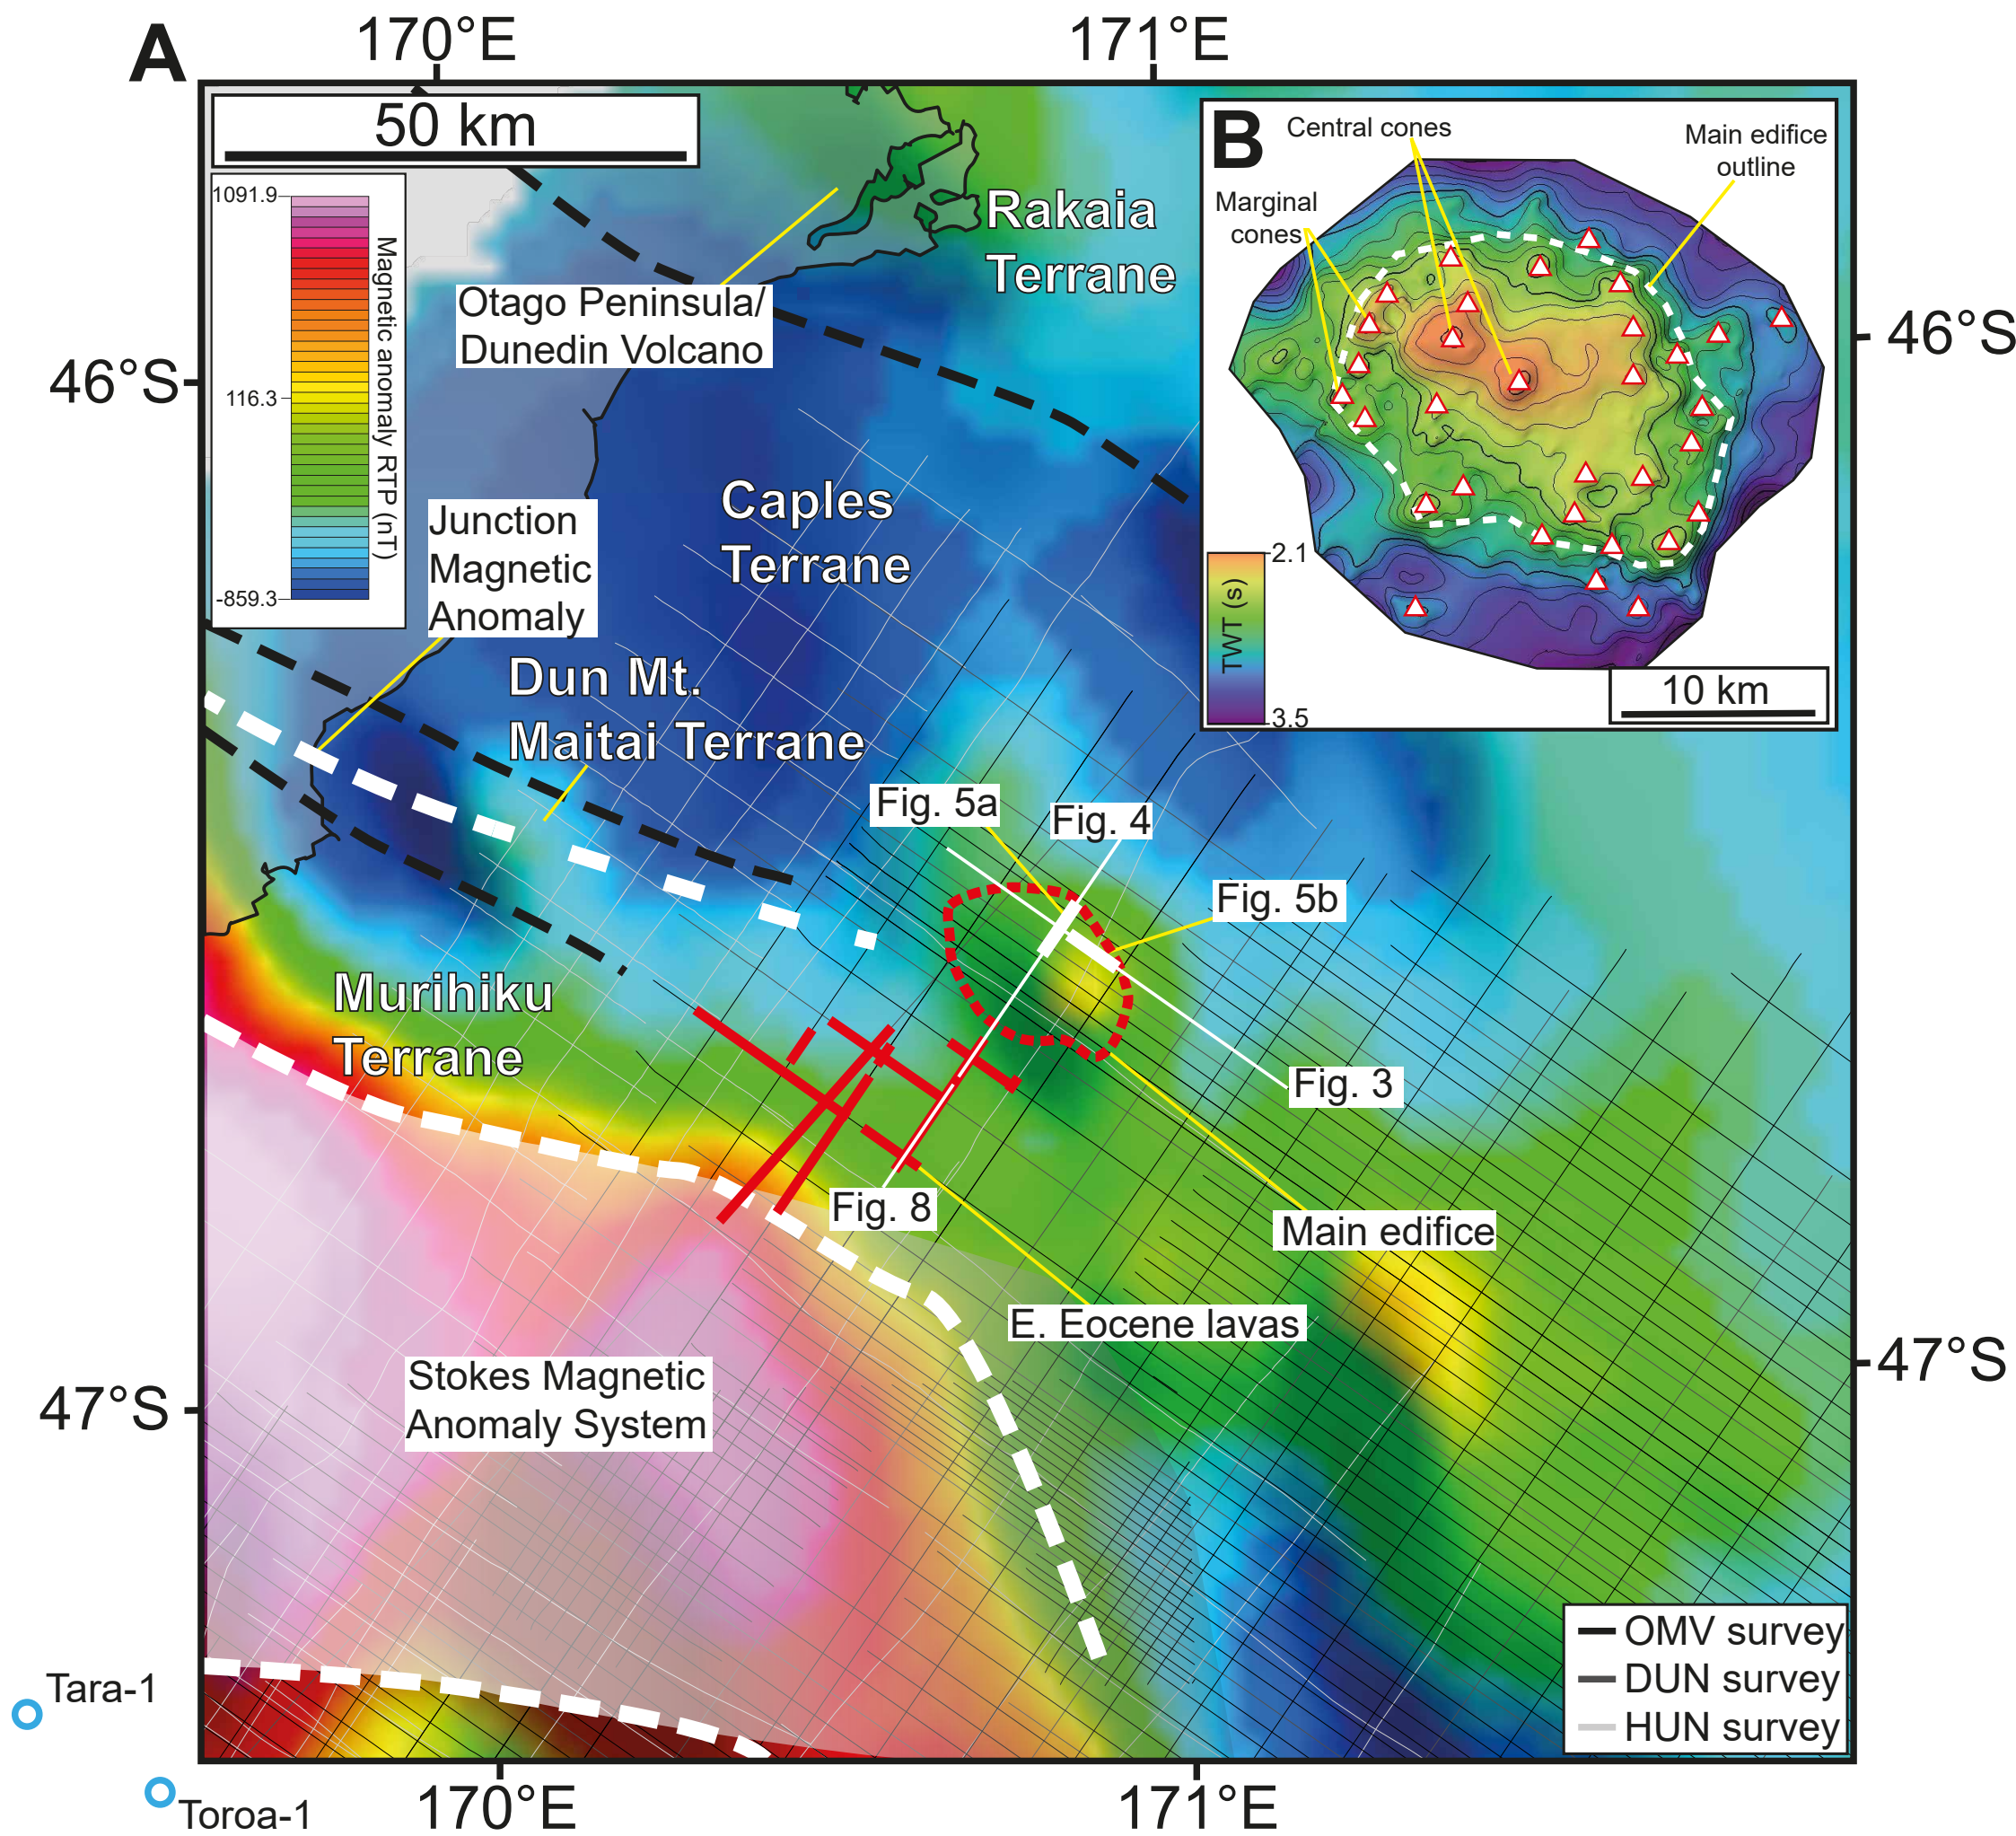 A
170°E
171°E
50 km
1091.9
116.3
-859.3
Magnetic anomaly RTP (nT)
46°S
46°S
47°S
47°S
Rakaia
Terrane
Otago Peninsula/
Dunedin Volcano
Caples
Terrane
Junction
Magnetic
Anomaly
Dun Mt.
Maitai Terrane
Murihiku
Terrane
Fig. 5a
Fig. 4
Fig. 5b
Fig. 3
Fig. 8
Main edifice
E. Eocene lavas
Stokes Magnetic
Anomaly System
B
Central cones
Main edifice
outline
Marginal
cones
2.1
TWT (s)
3.5
10 km
OMV survey
DUN survey
HUN survey
Tara-1
Toroa-1
170°E
171°E